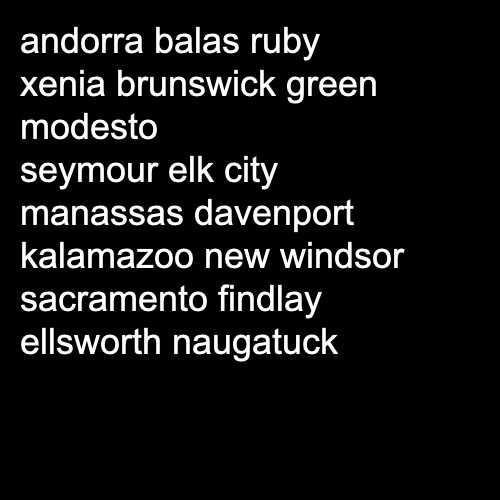 andorra balas ruby
xenia brunswick green
modesto
seymour elk city
manassas davenport
kalamazoo new windsor
sacramento findlay
ellsworth naugatuck